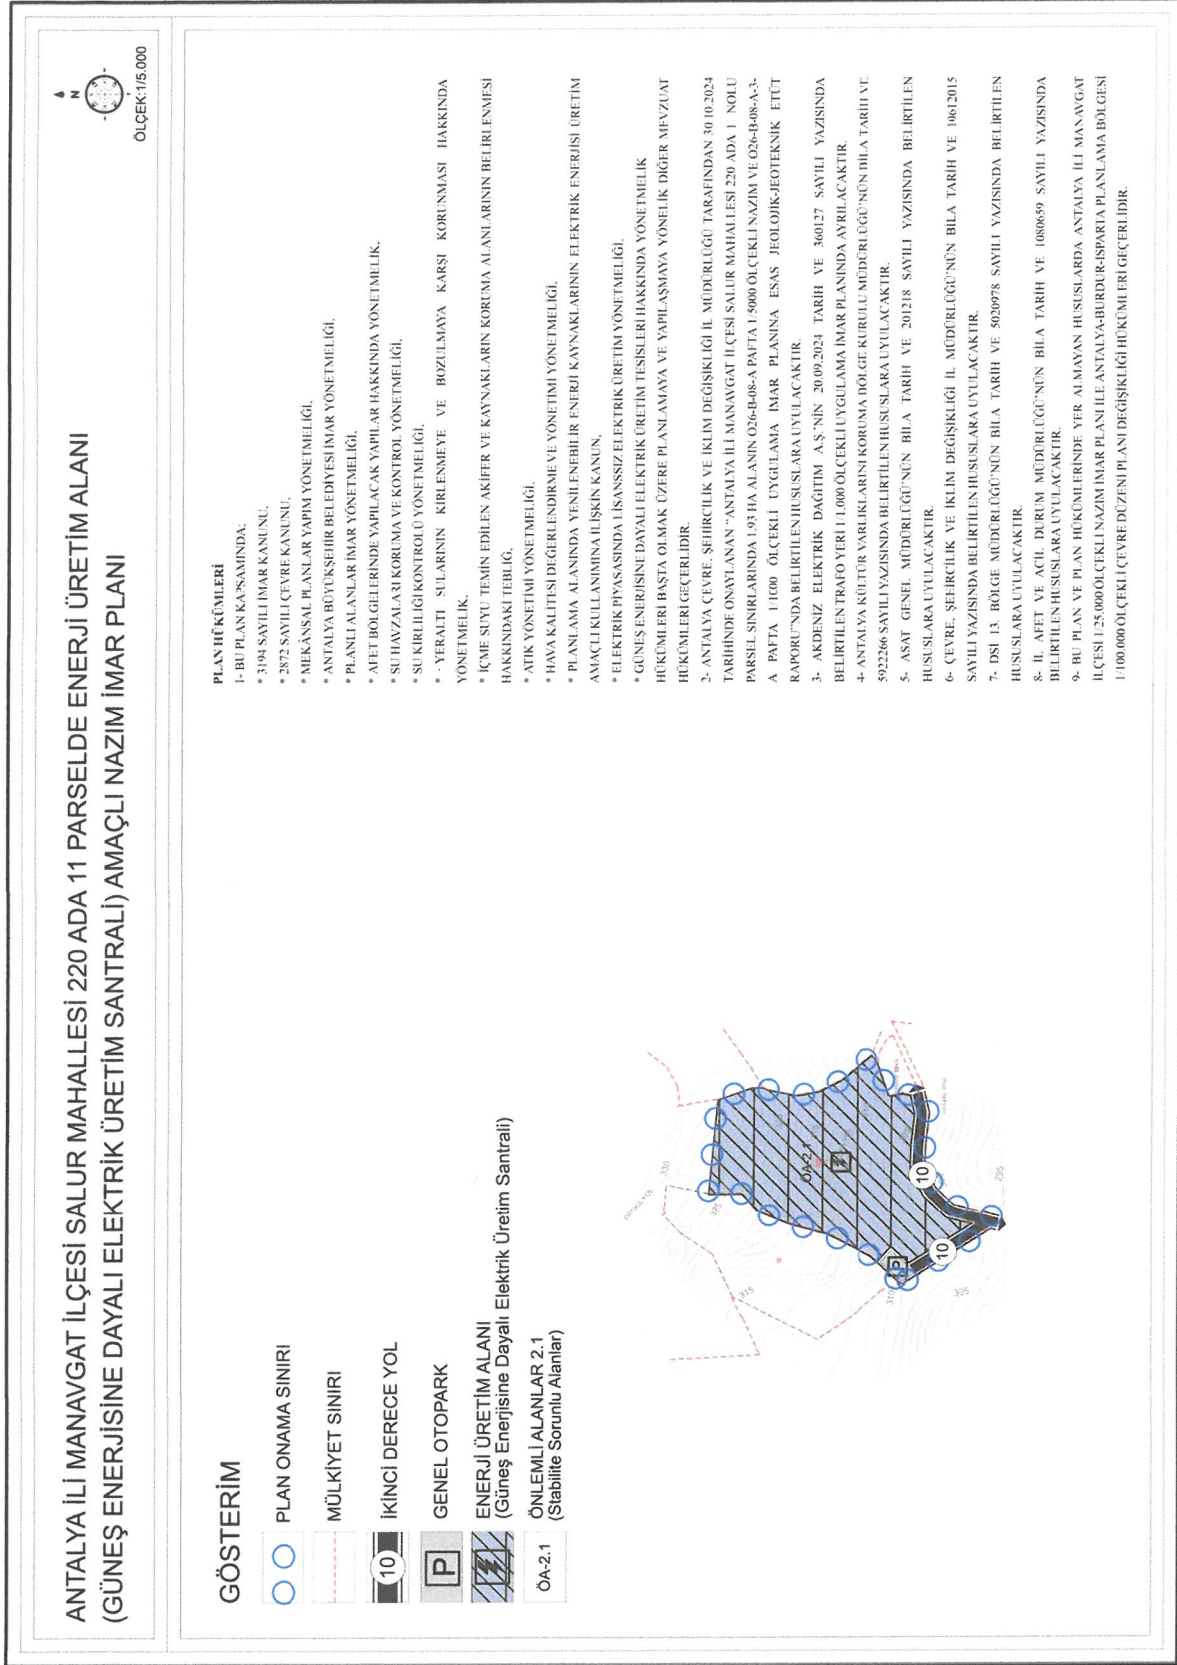 ANTALYA İLİ MANAVGAT İLÇESİ SALUR MAHALLESİ 220 ADA 11 PARSELDE ENERJİ ÜRETİM ALANI
(GÜNEŞ ENERJİSİNE DAYALI ELEKTRİK ÜRETİM SANTRALİ) AMAÇLI NAZIM İMAR PLANI
N
ÖLÇEK:1/5.000
GÖSTERİM
PLAN ONAMA SINIRI
MÜLKİYET SINIRI
10
İKİNCİ DERECE YOL
P
GENEL OTOPARK
ENERJİ ÜRETİM ALANI
(Güneş Enerjisine Dayalı Elektrik Üretim Santrali)
ÖA-2.1
ÖNLEMLİ ALANLAR 2.1
(Stabilite Sorunlu Alanlar)
330
325
315
ÖA-2.1
310
P
10
10
305
295
PLAN HÜKÜMLERİ
1- BU PLAN KAPSAMINDA;
* 3194 SAYILI İMAR KANUNU.
* 2872 SAYILI ÇEVRE KANUNU.
* MEKÂNSAL PLANLAR YAPIM YÖNETMELİĞİ.
* ANTALYA BÜYÜKŞEHİR BELEDİYESİ İMAR YÖNETMELİĞİ.
* PLANLI ALANLAR İMAR YÖNETMELİĞİ.
* AFET BÖLGELERİNDE YAPILACAK YAPILAR HAKKINDA YÖNETMELİK.
* SU HAVZALARI KORUMA VE KONTROL YÖNETMELİĞİ.
* SU KİRLİLİĞİ KONTROLÜ YÖNETMELİĞİ.
* · YERALTI SULARININ KİRLENMEYE VE BOZULMAYA KARŞI KORUNMASI HAKKINDA
YÖNETMELİK.
* İÇME SUYU TEMİN EDİLEN AKİFER VE KAYNAKLARIN KORUMA ALANLARININ BELİRLENMESİ
HAKKINDAKİ TEBLİĞ.
* ATIK YÖNETİMİ YÖNETMELİĞİ.
* HAVA KALİTESİ DEĞERLENDİRME VE YÖNETİMİ YÖNETMELİĞİ.
* PLANLAMA ALANINDA YENİLENEBİLİR ENERJİ KAYNAKLARININ ELEKTRİK ENERJİSİ ÜRETİM
AMAÇLI KULLANIMINA İLİŞKİN KANUN.
* ELEKTRİK PİYASASINDA LİSANSSIZ ELEKTRİK ÜRETİM YÖNETMELİĞİ.
* GÜNEŞ ENERJİSİNE DAYALI ELEKTRİK ÜRETİM TESİSLERİ HAKKINDA YÖNETMELİK
HÜKÜMLERİ BAŞTA OLMAK ÜZERE PLANLAMAYA VE YAPILAŞMAYA YÖNELİK DİĞER MEVZUAT
HÜKÜMLERİ GEÇERLİDİR.
2- ANTALYA ÇEVRE, ŞEHİRCİLİK VE İKLİM DEĞİŞİKLİĞİ İL MÜDÜRLÜĞÜ TARAFINDAN 30.10.2024
TARİHİNDE ONAYLANAN "ANTALYA İLİ MANAVGAT İLÇESİ SALUR MAHALLESİ 220 ADA 11 NOLU
PARSEL SINIRLARINDA 1.93 HA ALANIN O26-B-08-A PAFTA 1/5000 ÖLÇEKLİ NAZIM VE O26-B-08-A-3-
A PAFTA 1/1000 ÖLÇEKLİ UYGULAMA İMAR PLANINA ESAS JEOLOJİK-JEOTEKNİK ETÜT
RAPORU"NDA BELİRTİLEN HUSUSLARA UYULACAKTIR.
3- AKDENİZ ELEKTRİK DAĞITIM A.Ş.'NİN 20.09.2024 TARİH VE 360127 SAYILI YAZISINDA
BELİRTİLEN TRAFO YERİ 1/1.000 ÖLÇEKLİ UYGULAMA İMAR PLANINDA AYRILACAKTIR.
4- ANTALYA KÜLTÜR VARLIKLARINI KORUMA BÖLGE KURULU MÜDÜRLÜĞÜ'NÜN BİLA TARİH VE
5922266 SAYILI YAZISINDA BELİRTİLEN HUSUSLARA UYULACAKTIR.
5- ASAT GENEL MÜDÜRLÜĞÜ'NÜN BİLA TARİH VE 201218 SAYILI YAZISINDA BELİRTİLEN
HUSUSLARA UYULACAKTIR.
6- ÇEVRE, ŞEHİRCİLİK VE İKLİM DEĞİŞİKLİĞİ İL MÜDÜRLÜĞÜ'NÜN BİLA TARİH VE 10612015
SAYILI YAZISINDA BELİRTİLEN HUSUSLARA UYULACAKTIR.
7- DSİ 13. BÖLGE MÜDÜRLÜĞÜ'NÜN BİLA TARİH VE 5020978 SAYILI YAZISINDA BELİRTİLEN
HUSUSLARA UYULACAKTIR.
8- İL AFET VE ACİL DURUM MÜDÜRLÜĞÜ'NÜN BİLA TARİH VE 1080659 SAYILI YAZISINDA
BELİRTİLEN HUSUSLARA UYULACAKTIR.
9- BU PLAN VE PLAN HÜKÜMLERİNDE YER ALMAYAN HUSUSLARDA ANTALYA İLİ MANAVGAT
İLÇESİ 1/25.000 ÖLÇEKLİ NAZIM İMAR PLANI İLE ANTALYA-BURDUR-ISPARTA PLANLAMA BÖLGESİ
1/100.000 ÖLÇEKLİ ÇEVRE DÜZENİ PLANI DEĞİŞİKLİĞİ HÜKÜMLERİ GEÇERLİDİR.